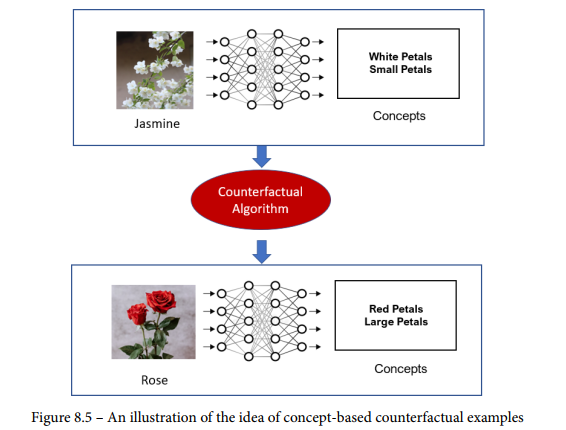 White Petals
Small Petals
Jasmine
Concepts
Counterfactual
Algorithm
Red Petals
Large Petals
Rose
Concepts
Figure 8.5 – An illustration of the idea of concept-based counterfactual examples